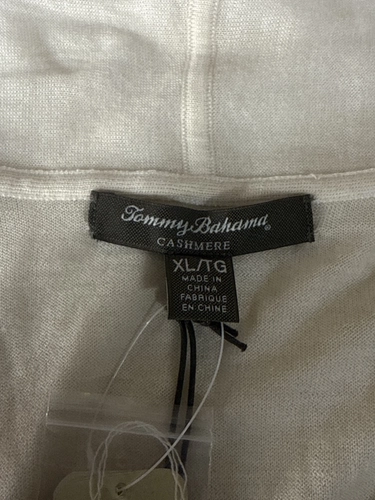 Tommy Bahama®
CASHMERE
XL/TG
MADE IN
CHINA
FABRIQUE
EN CHINE